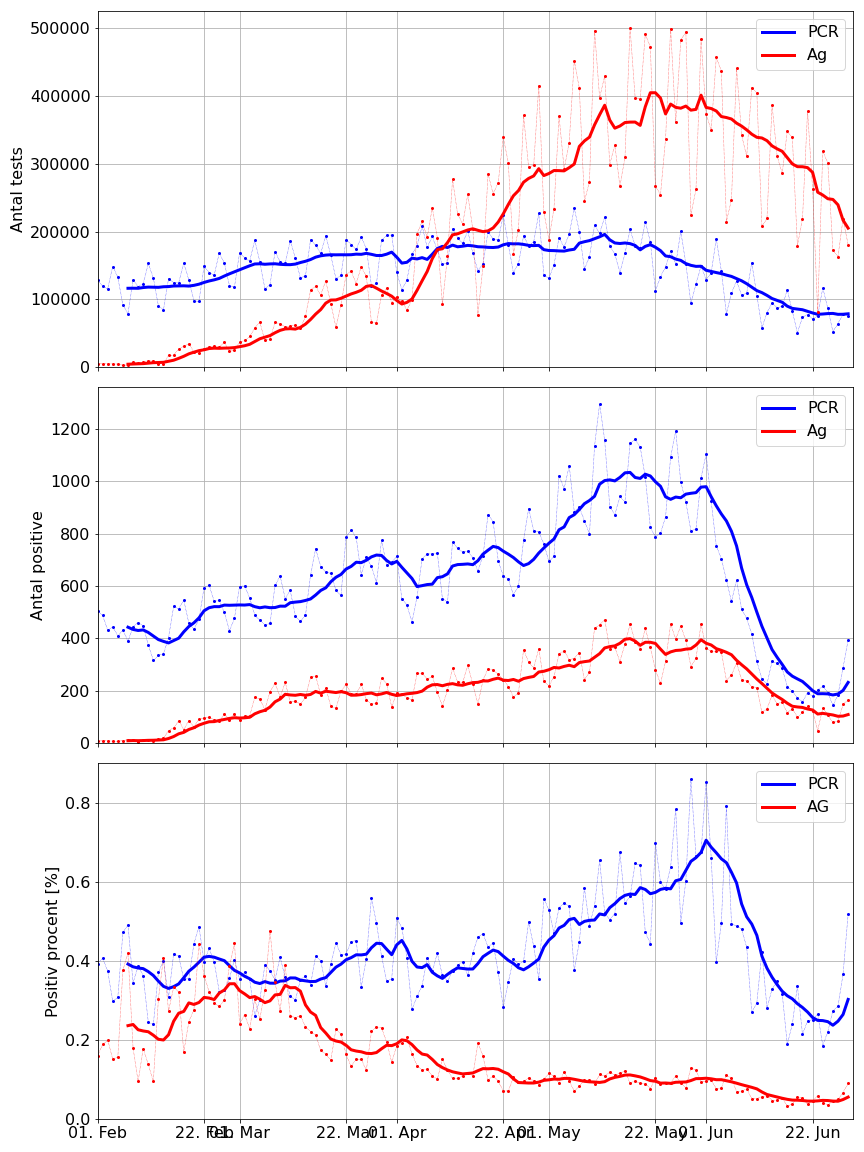 500000
400000
300000
200000
100000
0
Antal tests
PCR
Ag
1200
1000
800
600
400
200
0
Antal positive
PCR
Ag
0.8
0.6
0.4
0.2
0.0
Positiv procent [%]
PCR
AG
01. Feb 22. Feb 01. Mar 22. Mar 01. Apr 22. Apr 01. May 22. May 01. Jun 22. Jun